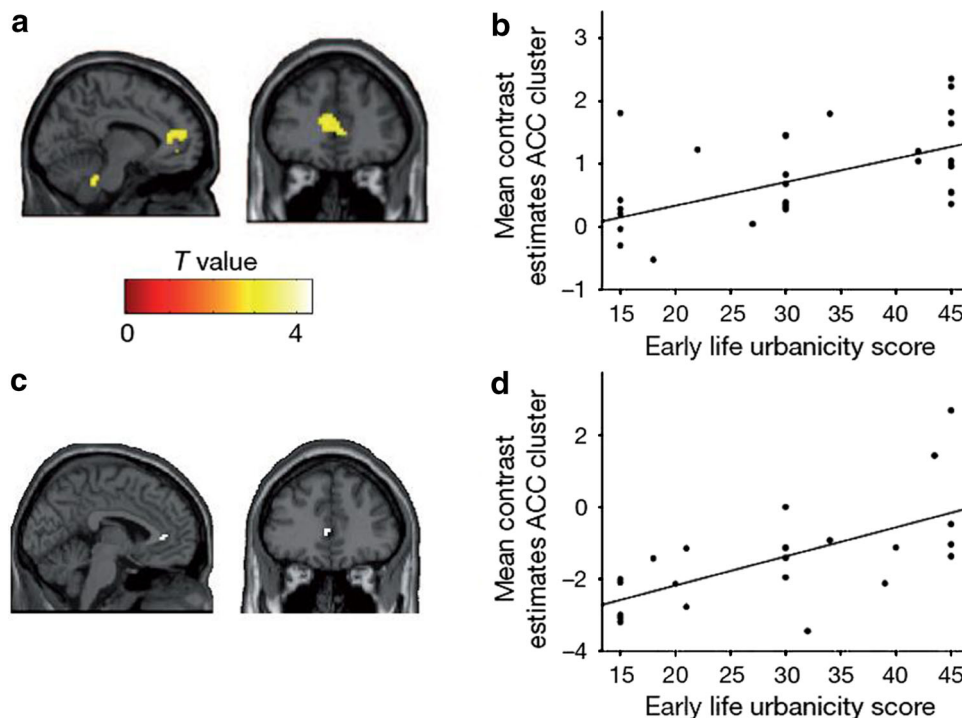 a
T value
0 4
b
Mean contrast
estimates ACC cluster
3
2
1
0
−1
15 20 25 30 35 40 45
Early life urbanicity score
c
d
Mean contrast
estimates ACC cluster
2
0
−2
−4
15 20 25 30 35 40 45
Early life urbanicity score